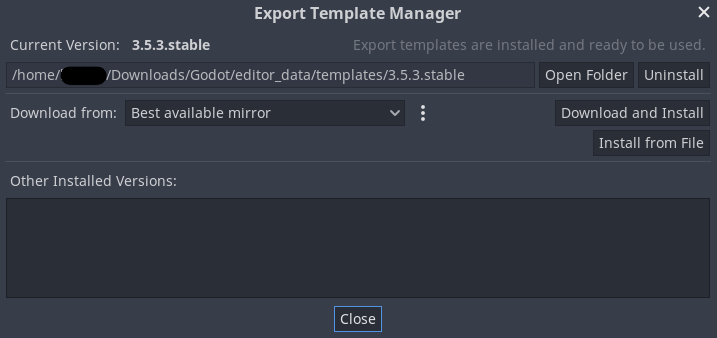 Export Template Manager
Current Version: 3.5.3.stable Export templates are installed and ready to be used.
/home/ /Downloads/Godot/editor_data/templates/3.5.3.stable Open Folder Uninstall
Download from: Best available mirror Download and Install
Install from File
Other Installed Versions:
Close